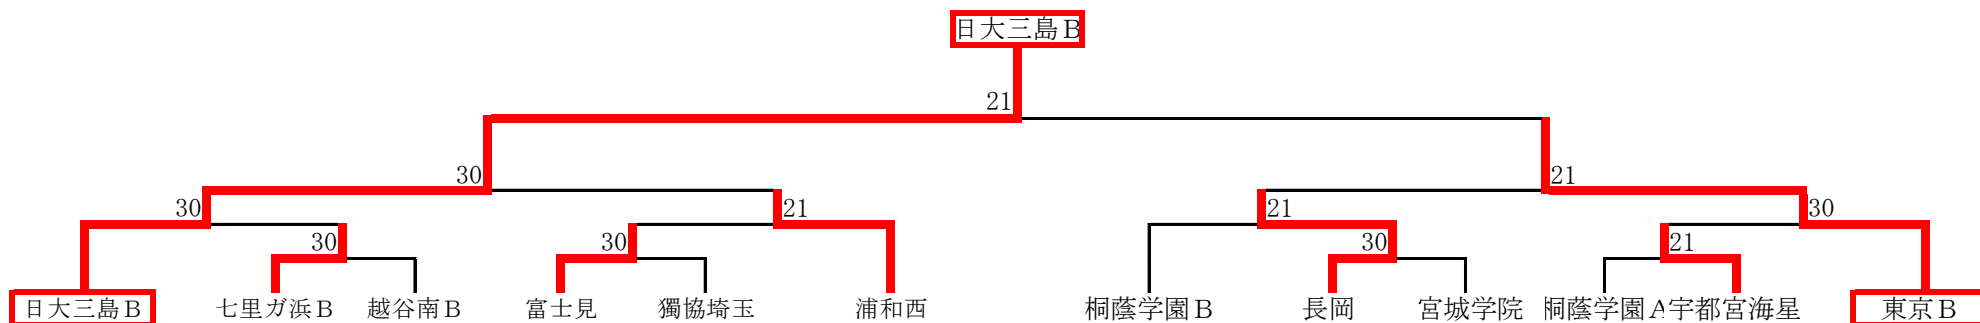 日大三島Ｂ
21
30
21
30
21
21
30
30
30
30
21
日大三島Ｂ
七里ガ浜Ｂ
越谷南Ｂ
富士見
獨協埼玉
浦和西
桐蔭学園Ｂ
長岡
宮城学院
桐蔭学園A
宇都宮海星
東京Ｂ